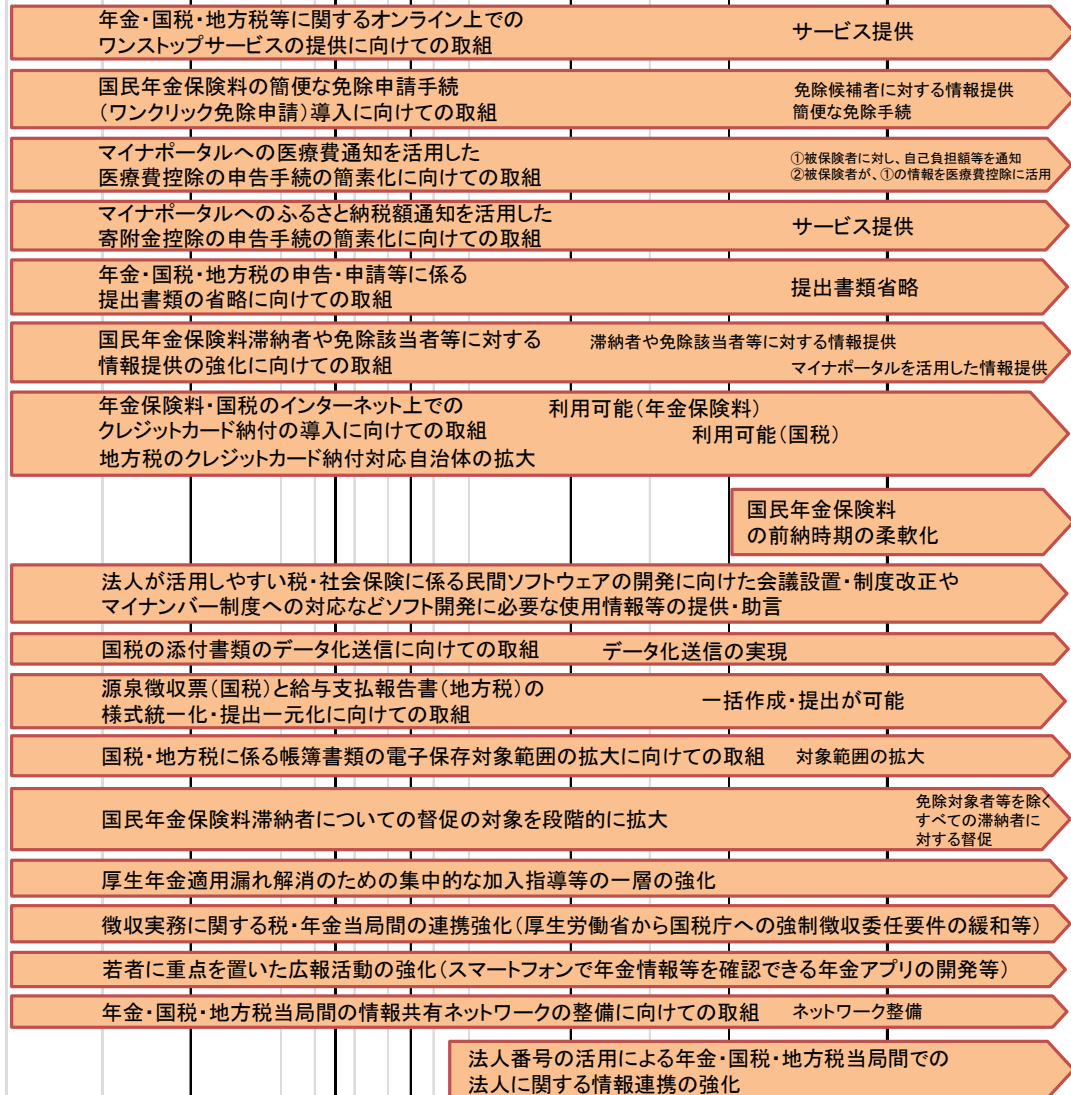 年金・国税・地方税等に関するオンライン上での
ワンストップサービスの提供に向けての取組
サービス提供
国民年金保険料の簡便な免除申請手続
（ワンクリック免除申請）導入に向けての取組
免除候補者に対する情報提供
簡便な免除手続
マイナポータルへの医療費通知を活用した
医療費控除の申告手続の簡素化に向けての取組
①被保険者に対し、自己負担額等を通知
②被保険者が、①の情報を医療費控除に活用
マイナポータルへのふるさと納税額通知を活用した
寄附金控除の申告手続の簡素化に向けての取組
サービス提供
年金・国税・地方税の申告・申請等に係る
提出書類の省略に向けての取組
提出書類省略
国民年金保険料滞納者や免除該当者等に対する
情報提供の強化に向けての取組
滞納者や免除該当者等に対する情報提供
マイナポータルを活用した情報提供
年金保険料・国税のインターネット上での
クレジットカード納付の導入に向けての取組
地方税のクレジットカード納付対応自治体の拡大
利用可能（年金保険料）
利用可能（国税）
国民年金保険料
の前納時期の柔軟化
法人が活用しやすい税・社会保険に係る民間ソフトウェアの開発に向けた会議設置・制度改正や
マイナンバー制度への対応などソフト開発に必要な使用情報等の提供・助言
国税の添付書類のデータ化送信に向けての取組
データ化送信の実現
源泉徴収票（国税）と給与支払報告書（地方税）の
様式統一化・提出一元化に向けての取組
一括作成・提出が可能
国税・地方税に係る帳簿書類の電子保存対象範囲の拡大に向けての取組
対象範囲の拡大
国民年金保険料滞納者についての督促の対象を段階的に拡大
免除対象者等を除く
すべての滞納者に
対する督促
厚生年金適用漏れ解消のための集中的な加入指導等の一層の強化
徴収実務に関する税・年金当局間の連携強化（厚生労働省から国税庁への強制徴収委任要件の緩和等）
若者に重点を置いた広報活動の強化（スマートフォンで年金情報等を確認できる年金アプリの開発等）
年金・国税・地方税当局間の情報共有ネットワークの整備に向けての取組
ネットワーク整備
法人番号の活用による年金・国税・地方税当局間での
法人に関する情報連携の強化